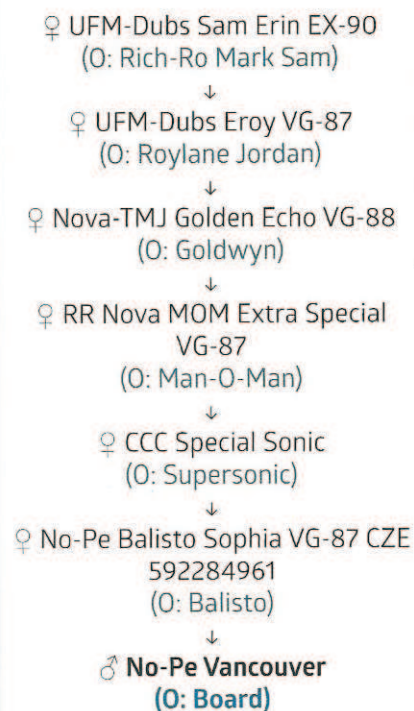 ♀ UFM-Dubs Sam Erin EX-90
(O: Rich-Ro Mark Sam)
↓
♀ UFM-Dubs Eroy VG-87
(O: Roylane Jordan)
↓
♀ Nova-TMJ Golden Echo VG-88
(O: Goldwyn)
↓
♀ RR Nova MOM Extra Special
VG-87
(O: Man-O-Man)
↓
♀ CCC Special Sonic
(O: Supersonic)
↓
♀ No-Pe Balisto Sophia VG-87 CZE
592284961
(O: Balisto)
↓
♂ No-Pe Vancouver
(O: Board)